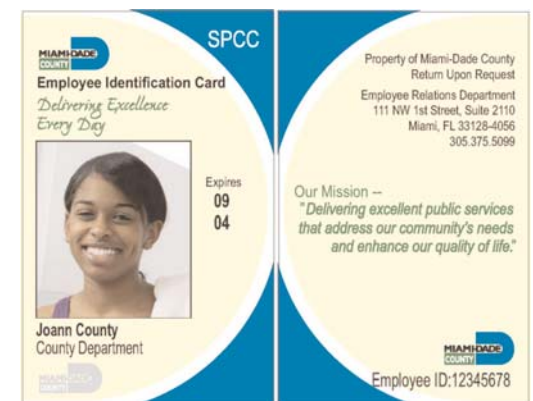 SPCC
MIAMI-DADE
COUNTY
Employee Identification Card
Delivering Excellence
Every Day
Expires
09
04
Joann County
County Department
MIAMI-DADE
COUNTY
Property of Miami-Dade County
Return Upon Request
Employee Relations Department
111 NW 1st Street, Suite 2110
Miami, FL 33128-4056
305.375.5099
Our Mission --
"Delivering excellent public services
that address our community's needs
and enhance our quality of life."
MIAMI-DADE
COUNTY
Employee ID:12345678